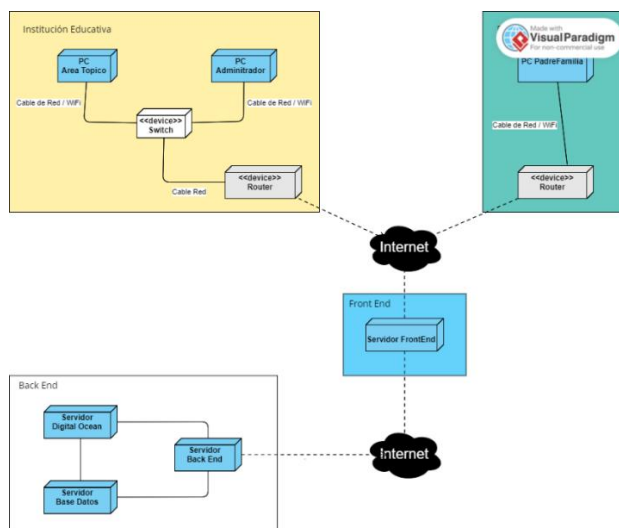 Institución Educativa
PC
Area Topico
PC
Adminitrador
Cable de Red / WiFi
Cable de Red / WiFi
<<device>>
Switch
Cable Red
<<device>>
Router
Made with
VisualParadigm
For non-commercial use
PC PadreFamilia
Cable de Red / WiFi
<<device>>
Router
Internet
Front End
Servidor FrontEnd
Internet
Back End
Servidor
Digital Ocean
Servidor
Back End
Servidor
Base Datos